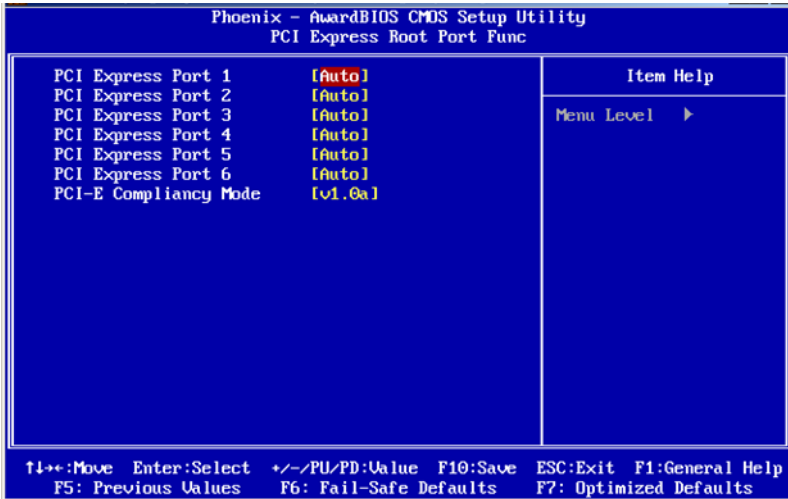 Phoenix - AwardBIOS CMOS Setup Utility
PCI Express Root Port Func
PCI Express Port 1 [Auto]
PCI Express Port 2 [Auto]
PCI Express Port 3 [Auto]
PCI Express Port 4 [Auto]
PCI Express Port 5 [Auto]
PCI Express Port 6 [Auto]
PCI-E Compliancy Mode [v1.0a]
Item Help
Menu Level ▶
↑↓→←:Move Enter:Select +/-/PU/PD:Value F10:Save ESC:Exit F1:General Help
F5: Previous Values F6: Fail-Safe Defaults F7: Optimized Defaults